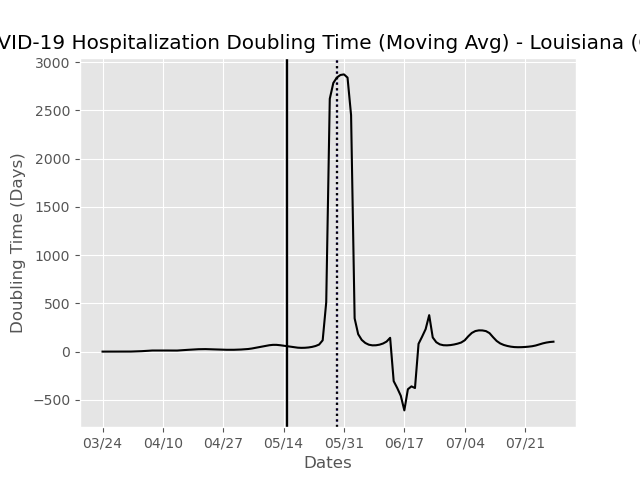 VID-19 Hospitalization Doubling Time (Moving Avg) - Louisiana (
3000
2500
2000
1500
1000
500
0
−500
Doubling Time (Days)
03/24 04/10 04/27 05/14 05/31 06/17 07/04 07/21
Dates